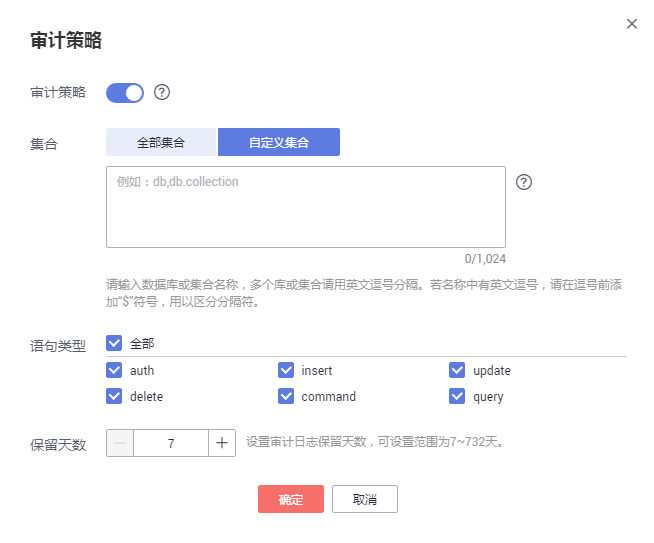 审计策略
审计策略
集合 全部集合 自定义集合
例如：db,db.collection
0/1,024
请输入数据库或集合名称，多个库或集合请用英文逗号分隔。若名称中有英文逗号，请在逗号前添
加“$”符号，用以区分分隔符。
语句类型 全部
auth insert update
delete command query
保留天数 7 设置审计日志保留天数，可设置范围为7~732天。
确定 取消